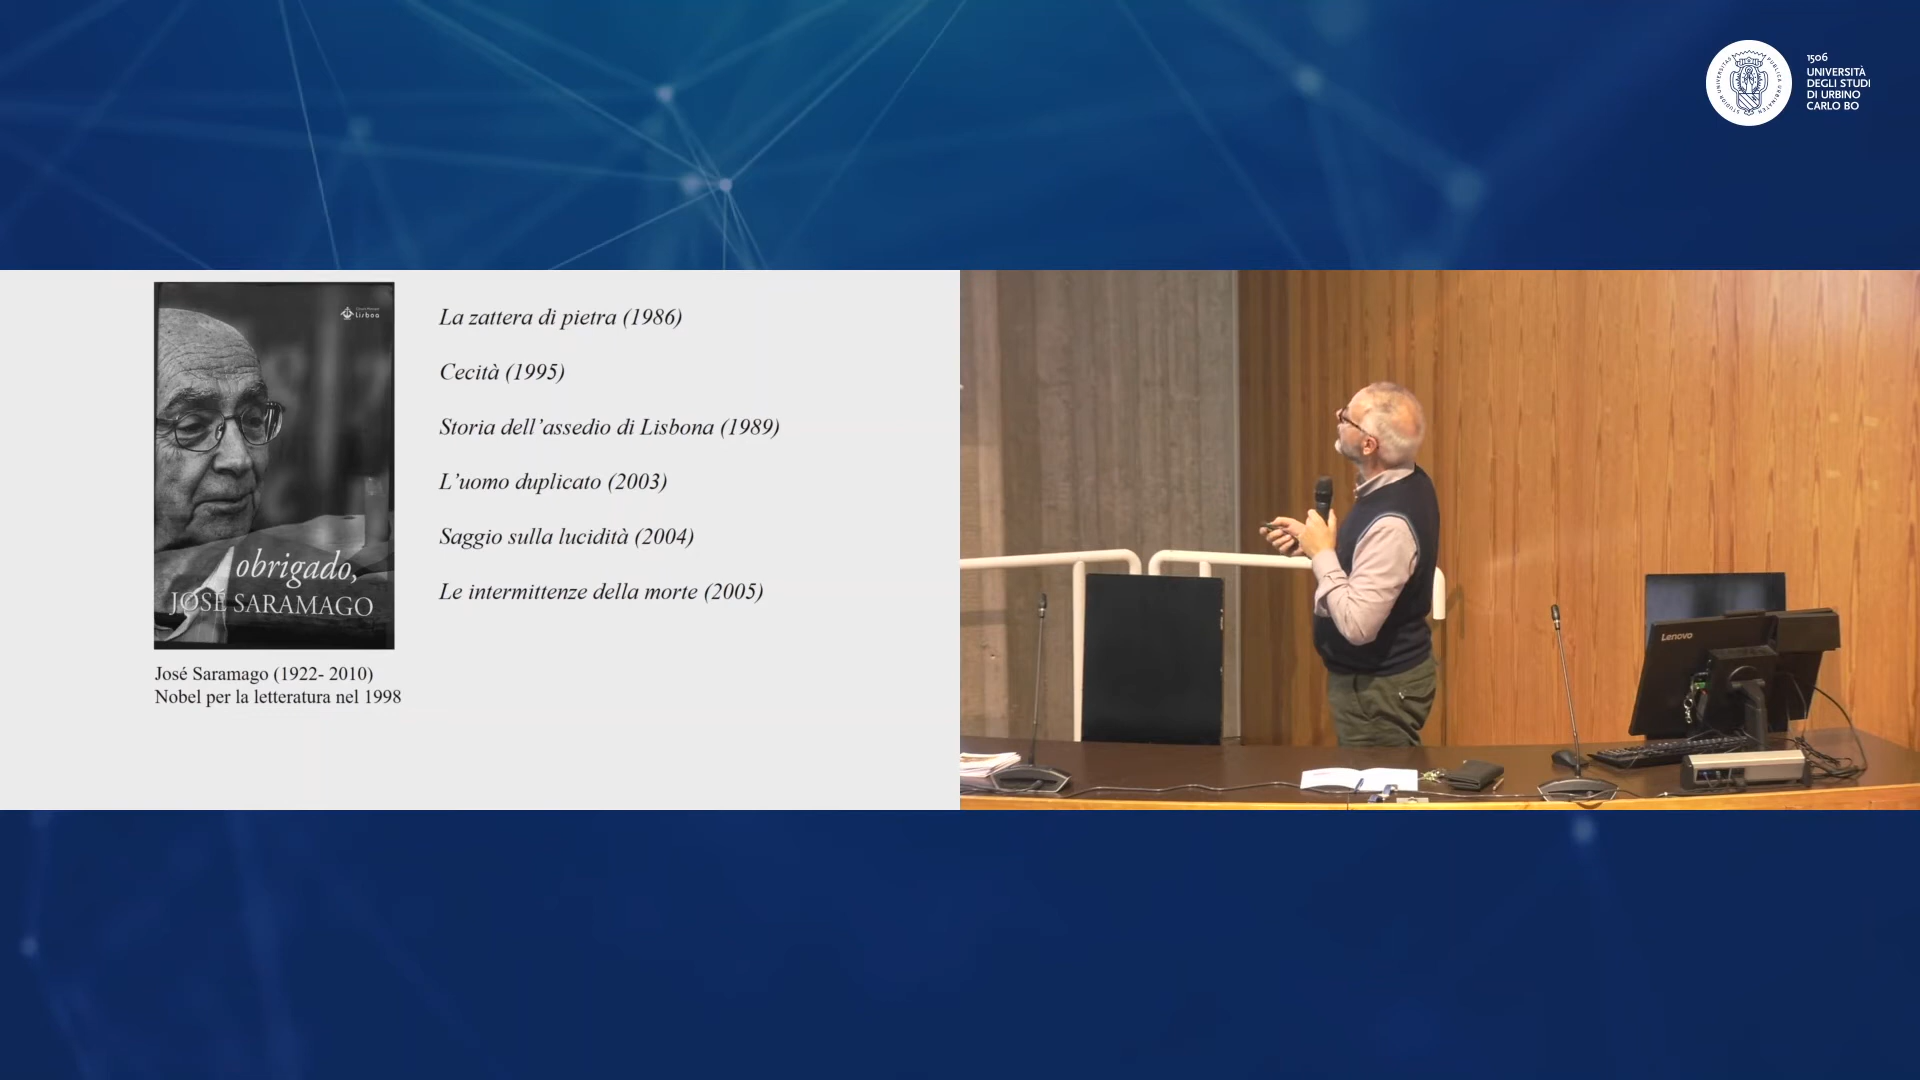 1506
UNIVERSITÀ
DEGLI STUDI
DI URBINO
CARLO BO
Lisboa
obrigado,
JOSÉ SARAMAGO
José Saramago (1922- 2010)
Nobel per la letteratura nel 1998
La zattera di pietra (1986)
Cecità (1995)
Storia dell’assedio di Lisbona (1989)
L’uomo duplicato (2003)
Saggio sulla lucidità (2004)
Le intermittenze della morte (2005)
Lenovo